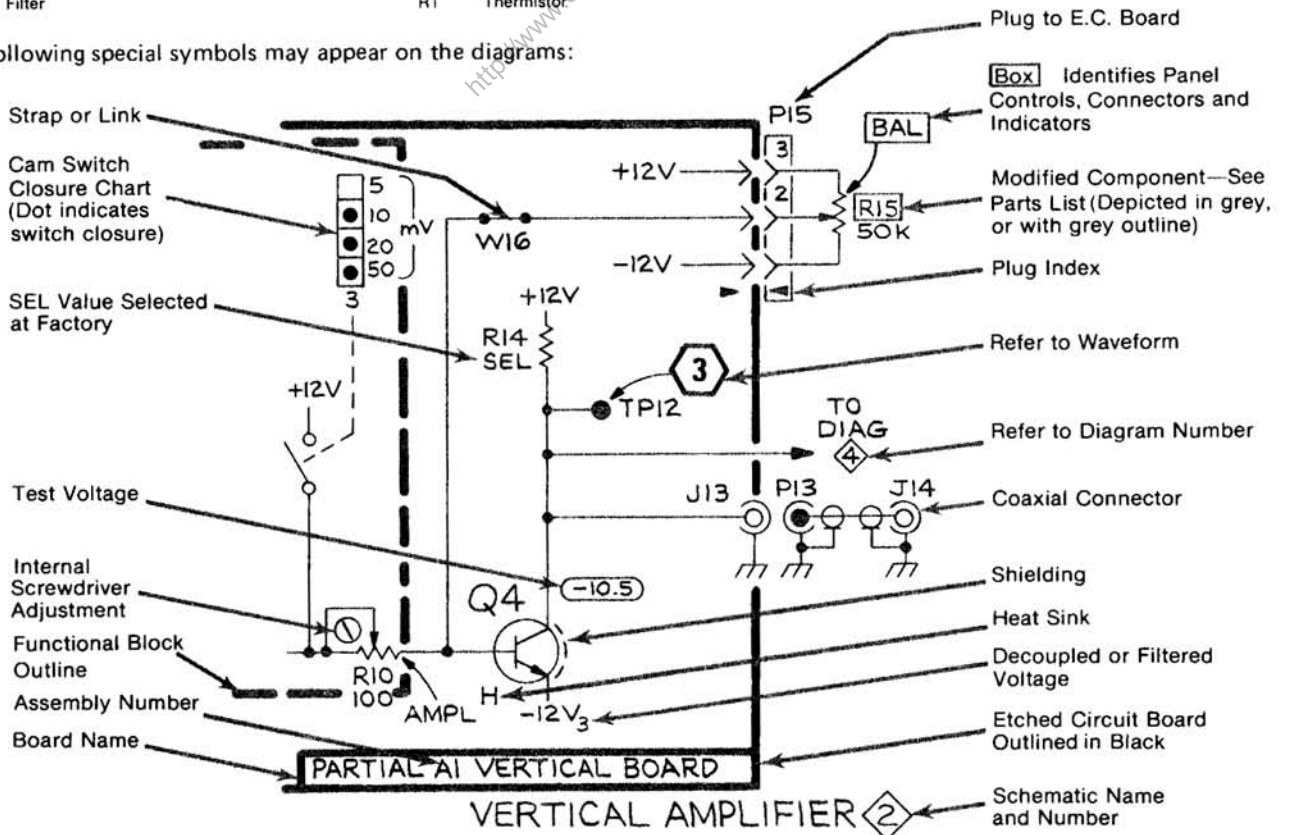 Filter
RT Thermistor
ollowing special symbols may appear on the diagrams:
http://www.
Strap or Link
Cam Switch
Closure Chart
(Dot indicates
switch closure)
SEL Value Selected
at Factory
Test Voltage
Internal
Screwdriver
Adjustment
Functional Block
Outline
Assembly Number
Board Name
5
10
20
50
mV
3
+12V
W16
+12V
-12V
P15
3
2
BAL
R15
50K
+12V
R14
SEL
3
TP12
TO
DIAG
4
J13
P13
J14
-10.5
Q4
R10
100
AMPL
H
-12V3
PARTIAL A1 VERTICAL BOARD
VERTICAL AMPLIFIER 2
Plug to E.C. Board
Box Identifies Panel
Controls, Connectors and
Indicators
Modified Component—See
Parts List (Depicted in grey,
or with grey outline)
Plug Index
Refer to Waveform
Refer to Diagram Number
Coaxial Connector
Shielding
Heat Sink
Decoupled or Filtered
Voltage
Etched Circuit Board
Outlined in Black
Schematic Name
and Number